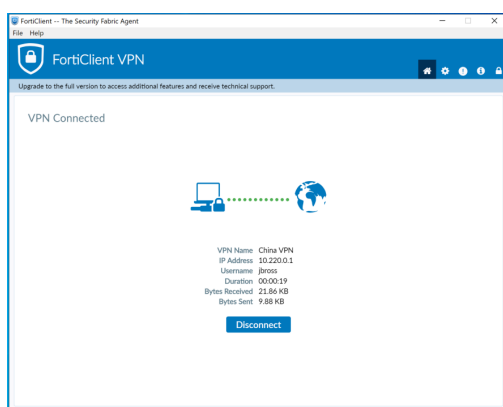 FortiClient -- The Security Fabric Agent
File Help
FortiClient VPN
Upgrade to the full version to access additional features and receive technical support.
VPN Connected
VPN Name China VPN
IP Address 10.220.0.1
Username jbross
Duration 00:00:19
Bytes Received 21.86 KB
Bytes Sent 9.88 KB
Disconnect